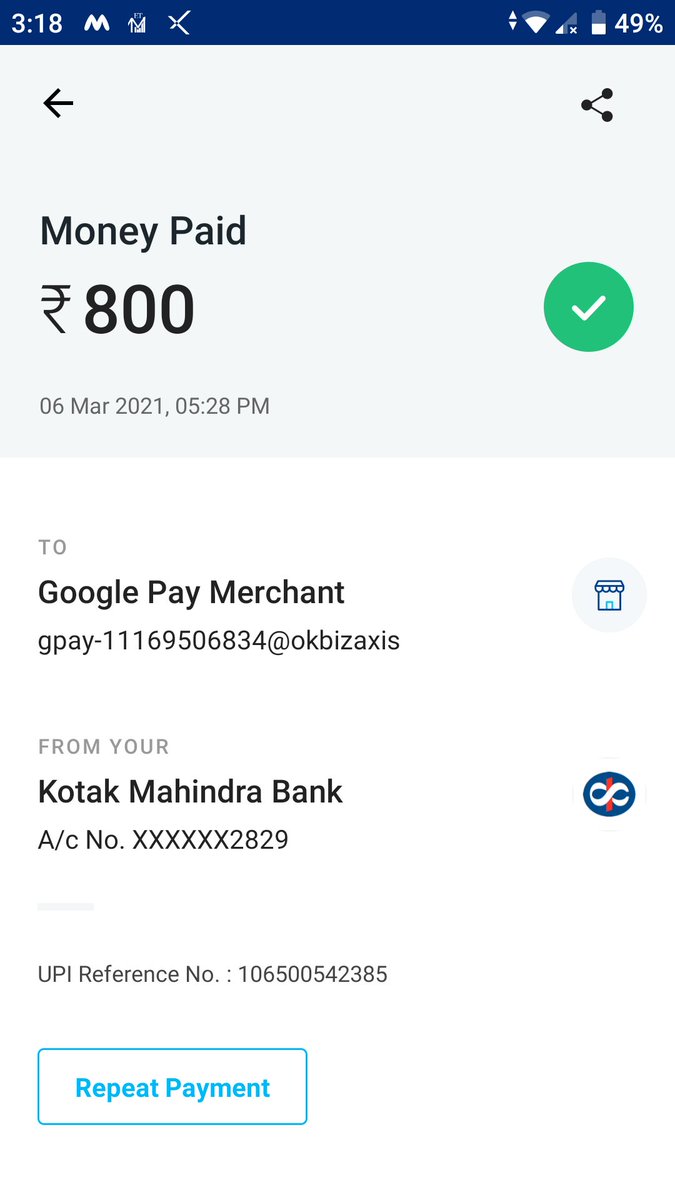 3:18
49%
Money Paid
₹ 800
06 Mar 2021, 05:28 PM
TO
Google Pay Merchant
gpay-11169506834@okbizaxis
FROM YOUR
Kotak Mahindra Bank
A/c No. XXXXXX2829
UPI Reference No. : 106500542385
Repeat Payment